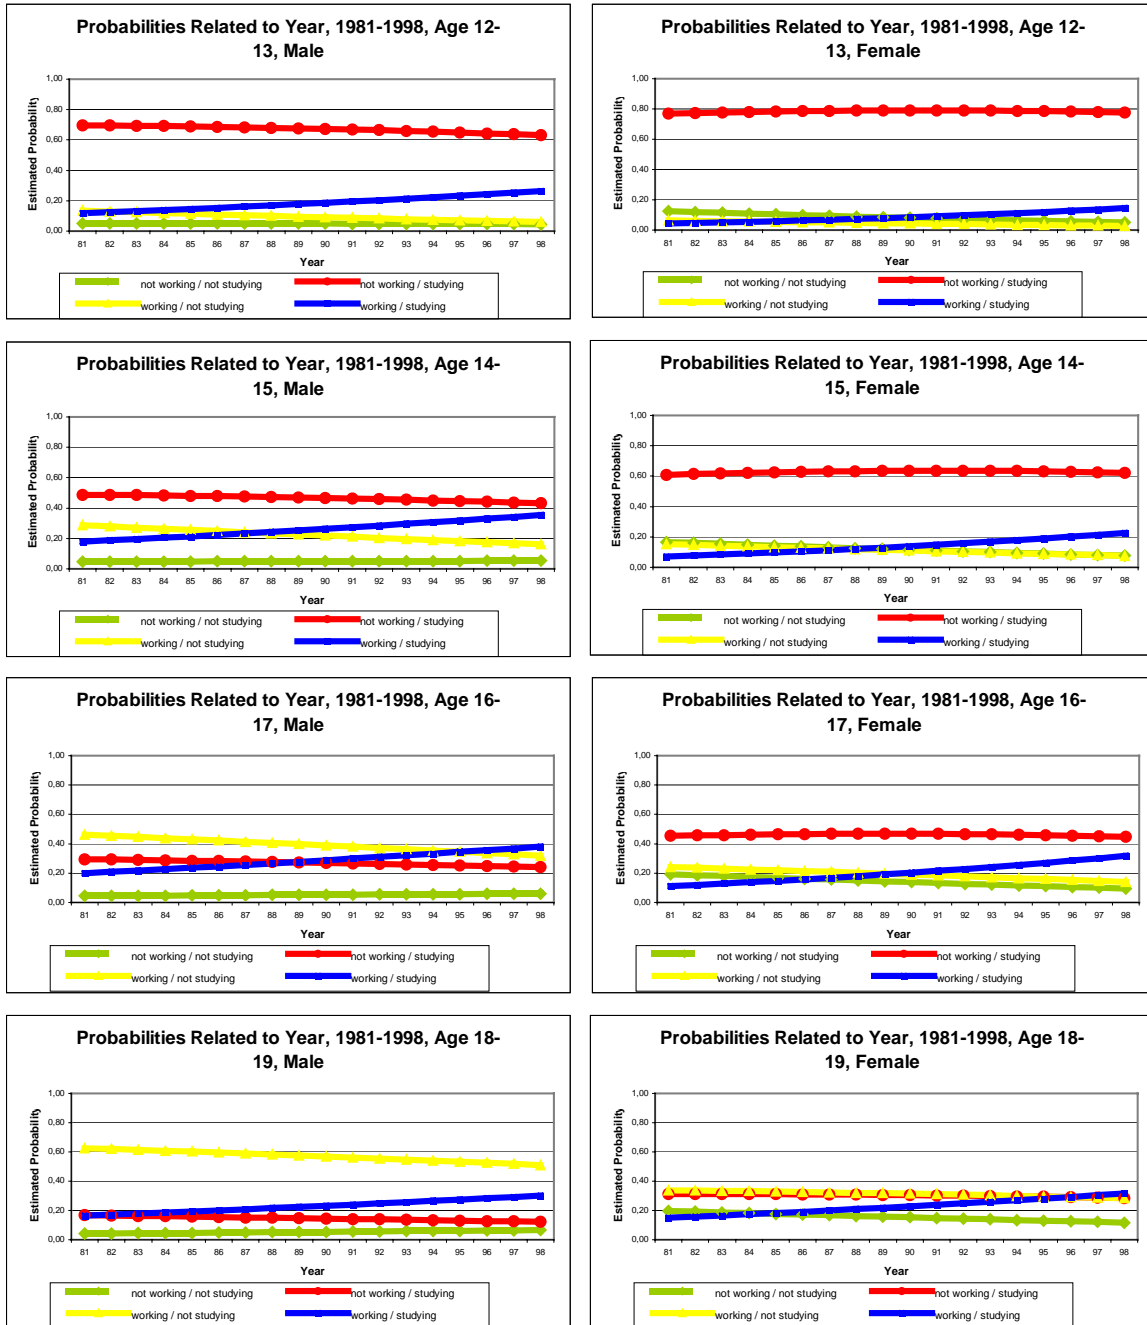 Probabilities Related to Year, 1981-1998, Age 12-
13, Male
Estimated Probability
1,00
0,80
0,60
0,40
0,20
0,00
81 82 83 84 85 86 87 88 89 90 91 92 93 94 95 96 97 98
Year
not working / not studying not working / studying
working / not studying working / studying
Probabilities Related to Year, 1981-1998, Age 12-
13, Female
Estimated Probability
1,00
0,80
0,60
0,40
0,20
0,00
81 82 83 84 85 86 87 88 89 90 91 92 93 94 95 96 97 98
Year
not working / not studying not working / studying
working / not studying working / studying
Probabilities Related to Year, 1981-1998, Age 14-
15, Male
Estimated Probability
1,00
0,80
0,60
0,40
0,20
0,00
81 82 83 84 85 86 87 88 89 90 91 92 93 94 95 96 97 98
Year
not working / not studying not working / studying
working / not studying working / studying
Probabilities Related to Year, 1981-1998, Age 14-
15, Female
Estimated Probability
1,00
0,80
0,60
0,40
0,20
0,00
81 82 83 84 85 86 87 88 89 90 91 92 93 94 95 96 97 98
Year
not working / not studying not working / studying
working / not studying working / studying
Probabilities Related to Year, 1981-1998, Age 16-
17, Male
Estimated Probability
1,00
0,80
0,60
0,40
0,20
0,00
81 82 83 84 85 86 87 88 89 90 91 92 93 94 95 96 97 98
Year
not working / not studying not working / studying
working / not studying working / studying
Probabilities Related to Year, 1981-1998, Age 16-
17, Female
Estimated Probability
1,00
0,80
0,60
0,40
0,20
0,00
81 82 83 84 85 86 87 88 89 90 91 92 93 94 95 96 97 98
Year
not working / not studying not working / studying
working / not studying working / studying
Probabilities Related to Year, 1981-1998, Age 18-
19, Male
Estimated Probability
1,00
0,80
0,60
0,40
0,20
0,00
81 82 83 84 85 86 87 88 89 90 91 92 93 94 95 96 97 98
Year
not working / not studying not working / studying
working / not studying working / studying
Probabilities Related to Year, 1981-1998, Age 18-
19, Female
Estimated Probability
1,00
0,80
0,60
0,40
0,20
0,00
81 82 83 84 85 86 87 88 89 90 91 92 93 94 95 96 97 98
Year
not working / not studying not working / studying
working / not studying working / studying